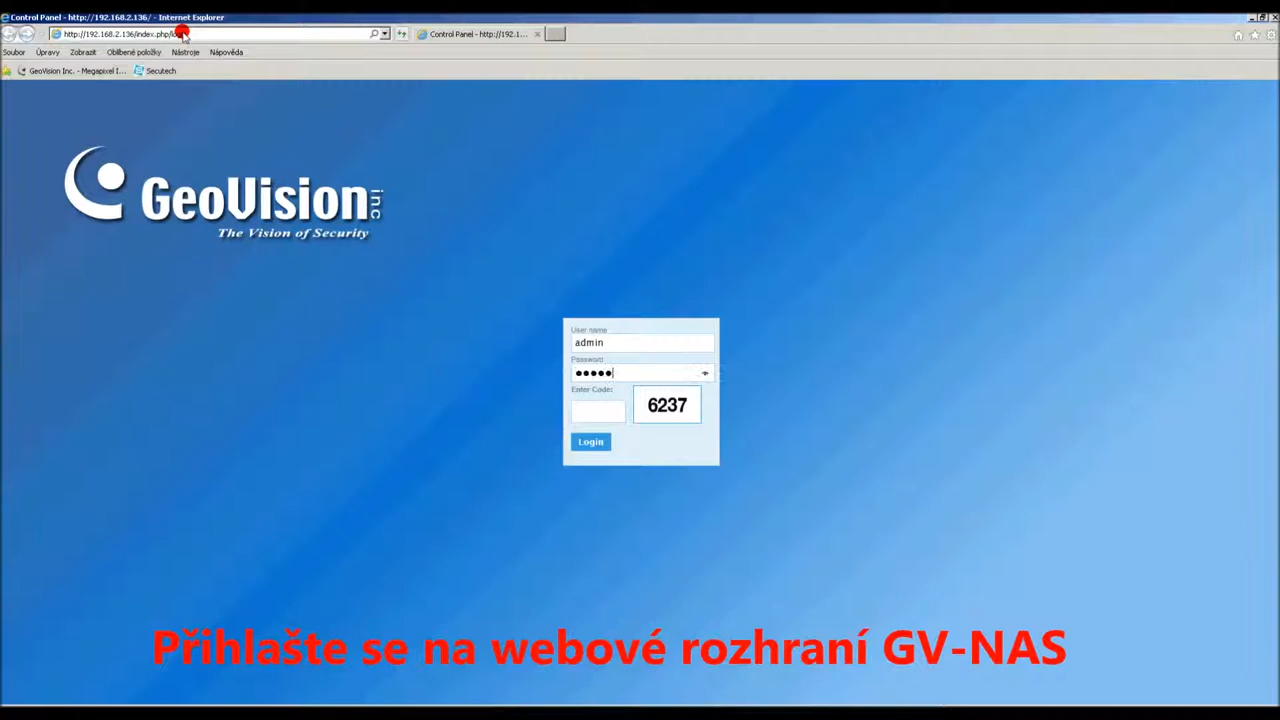 Control Panel - http://192.168.2.136/ - Internet Explorer
http://192.168.2.136/index.php/
Control Panel - http://192.1...
Soubor Úpravy Zobrazit Oblíbené položky Nástroje Nápověda
GeoVision Inc. - Megapixel I... Secutech
GeoVision inc
The Vision of Security
User name
admin
Password:
Enter Code:
6237
Login
Přihlašte se na webové rozhraní GV-NAS